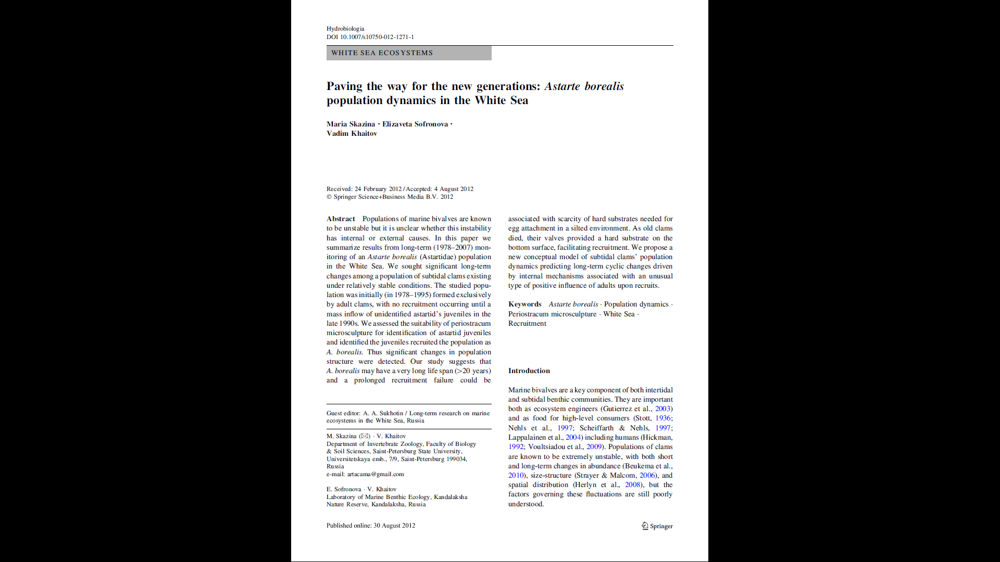 Hydrobiologia
DOI 10.1007/s10750-012-1271-1
WHITE SEA ECOSYSTEMS
Paving the way for the new generations: Astarte borealis
population dynamics in the White Sea
Maria Skazina · Elizaveta Sofronova ·
Vadim Khaitov
Received: 24 February 2012 / Accepted: 4 August 2012
© Springer Science+Business Media B.V. 2012
Abstract Populations of marine bivalves are known
to be unstable but it is unclear whether this instability
has internal or external causes. In this paper we
summarize results from long-term (1978–2007) mon-
itoring of an Astarte borealis (Astartidae) population
in the White Sea. We sought significant long-term
changes among a population of subtidal clams existing
under relatively stable conditions. The studied popu-
lation was initially (in 1978–1995) formed exclusively
by adult clams, with no recruitment occurring until a
mass inflow of unidentified astartid's juveniles in the
late 1990s. We assessed the suitability of periostracum
microsculpture for identification of astartid juveniles
and identified the juveniles recruited the population as
A. borealis. Thus significant changes in population
structure were detected. Our study suggests that
A. borealis may have a very long life span (>20 years)
and a prolonged recruitment failure could be
associated with scarcity of hard substrates needed for
egg attachment in a silted environment. As old clams
died, their valves provided a hard substrate on the
bottom surface, facilitating recruitment. We propose a
new conceptual model of subtidal clams' population
dynamics predicting long-term cyclic changes driven
by internal mechanisms associated with an unusual
type of positive influence of adults upon recruits.
Keywords Astarte borealis · Population dynamics ·
Periostracum microsculpture · White Sea ·
Recruitment
Introduction
Marine bivalves are a key component of both intertidal
and subtidal benthic communities. They are important
both as ecosystem engineers (Gutierrez et al., 2003)
and as food for high-level consumers (Stott, 1936;
Nehls et al., 1997; Scheiffarth & Nehls, 1997;
Lappalainen et al., 2004) including humans (Hickman,
1992; Voultsiadou et al., 2009). Populations of clams
are known to be extremely unstable, with both short
and long-term changes in abundance (Beukema et al.,
2010), size-structure (Strayer & Malcom, 2006), and
spatial distribution (Herlyn et al., 2008), but the
factors governing these fluctuations are still poorly
understood.
Guest editor: A. A. Sukhotin / Long-term research on marine
ecosystems in the White Sea, Russia
M. Skazina (✉) · V. Khaitov
Department of Invertebrate Zoology, Faculty of Biology
& Soil Sciences, Saint-Petersburg State University,
Universitetskaya emb., 7/9, Saint-Petersburg 199034,
Russia
e-mail: artacama@gmail.com
E. Sofronova · V. Khaitov
Laboratory of Marine Benthic Ecology, Kandalaksha
Nature Reserve, Kandalaksha, Russia
Published online: 30 August 2012
Springer